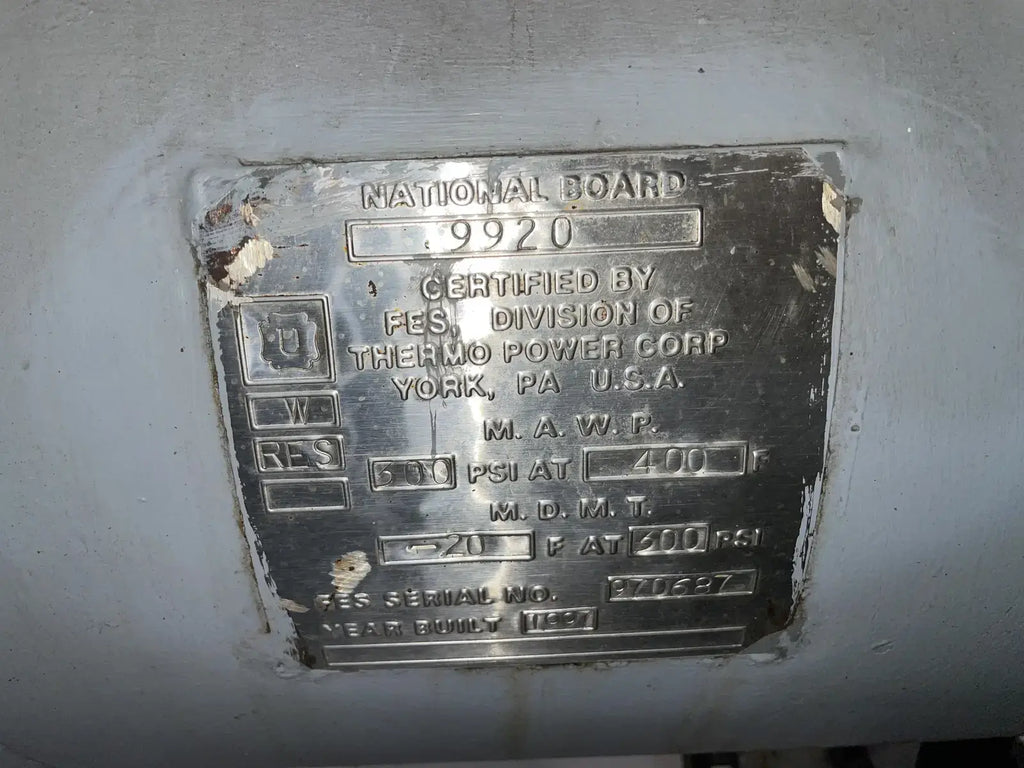 NATIONAL BOARD
9920
CERTIFIED BY
FES, DIVISION OF
THERMO POWER CORP
YORK, PA U.S.A.
U
W
RES
M. A. W. P.
300 PSI AT 400 F
M. D. M. T.
-20 F AT 300 PSI
FES SERIAL NO. 970687
YEAR BUILT 1997